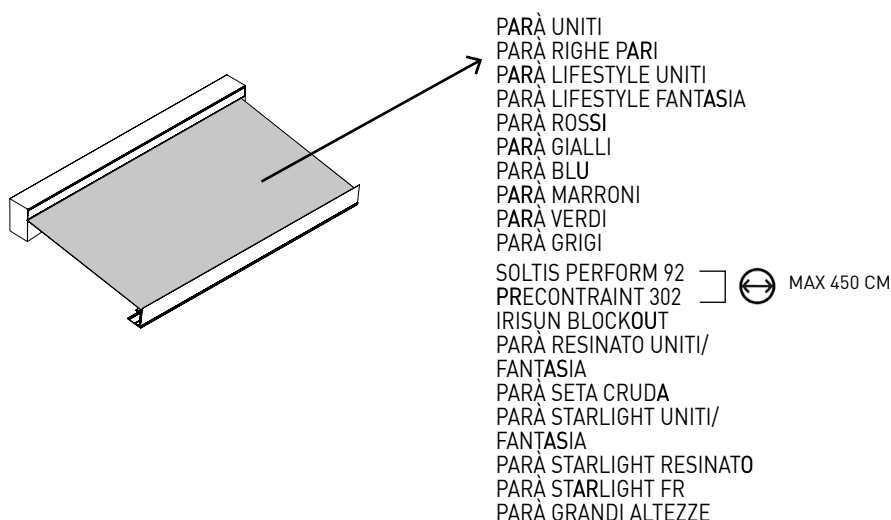 PARÀ UNITI
PARÀ RIGHE PARI
PARÀ LIFESTYLE UNITI
PARÀ LIFESTYLE FANTASIA
PARÀ ROSSI
PARÀ GIALLI
PARÀ BLU
PARÀ MARRONI
PARÀ VERDI
PARÀ GRIGI
SOLTIS PERFORM 92
PRECONTRAINT 302
MAX 450 CM
IRISUN BLOCKOUT
PARÀ RESINATO UNITI/
FANTASIA
PARÀ SETA CRUDA
PARÀ STARLIGHT UNITI/
FANTASIA
PARÀ STARLIGHT RESINATO
PARÀ STARLIGHT FR
PARÀ GRANDI ALTEZZE